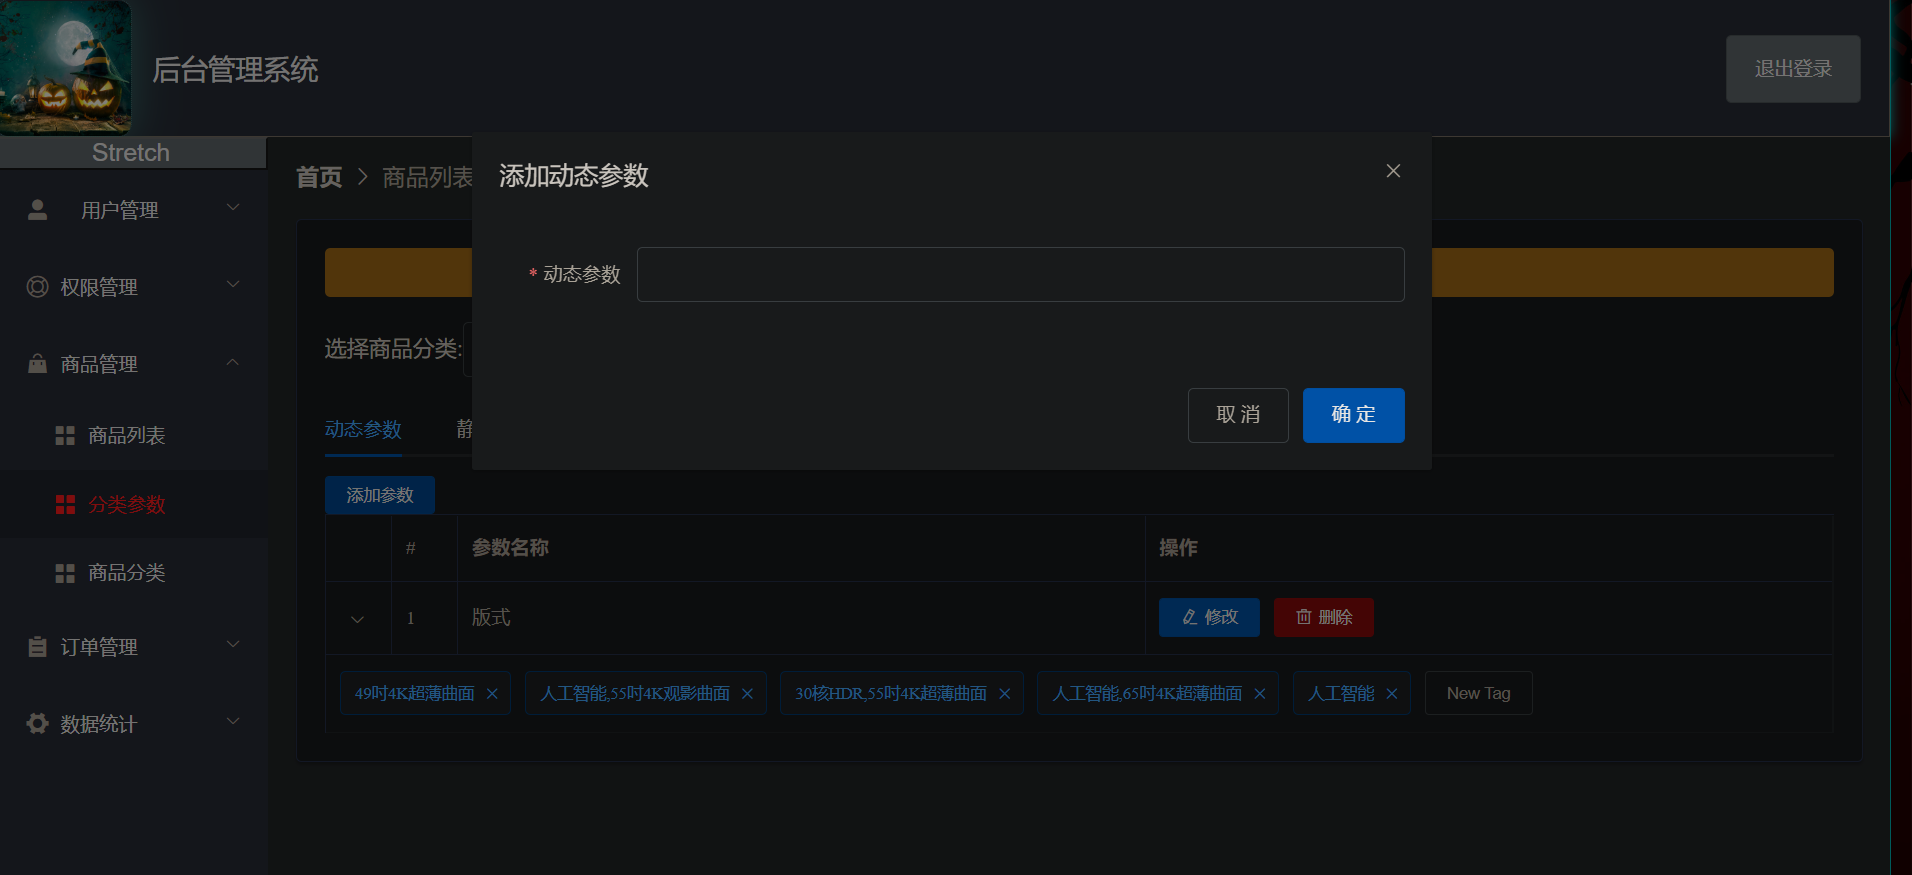 后台管理系统
退出登录
Stretch
用户管理
权限管理
商品管理
商品列表
分类参数
商品分类
订单管理
数据统计
首页 > 商品列表
添加动态参数
* 动态参数
取 消
确 定
选择商品分类:
动态参数 静
添加参数
# 参数名称 操作
1 版式 修改 删除
49吋4K超薄曲面 人工智能,55吋4K观影曲面 30核HDR,55吋4K超薄曲面 人工智能,65吋4K超薄曲面 人工智能 New Tag